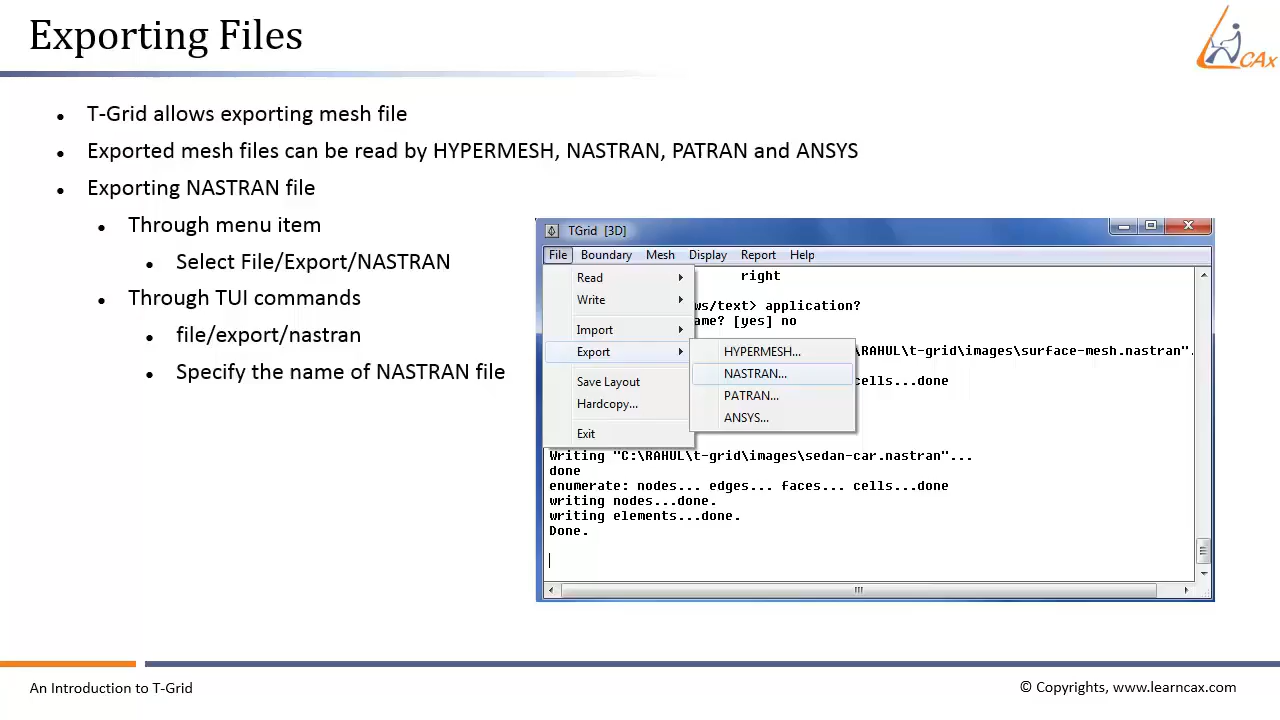 Exporting Files
CAx
• T-Grid allows exporting mesh file
• Exported mesh files can be read by HYPERMESH, NASTRAN, PATRAN and ANSYS
• Exporting NASTRAN file
• Through menu item
• Select File/Export/NASTRAN
• Through TUI commands
• file/export/nastran
• Specify the name of NASTRAN file
TGrid [3D]
File Boundary Mesh Display Report Help
right
Read
ws/text> application?
Write
ame? [yes] no
Import
Export
HYPERMESH...
RAHUL\t-grid\images\surface-mesh.nastran".
NASTRAN...
cells...done
Save Layout
PATRAN...
Hardcopy...
ANSYS...
Exit
Writing "C:\RAHUL\t-grid\images\sedan-car.nastran"...
done
enumerate: nodes... edges... faces... cells...done
writing nodes...done.
writing elements...done.
Done.
An Introduction to T-Grid
© Copyrights, www.learncax.com